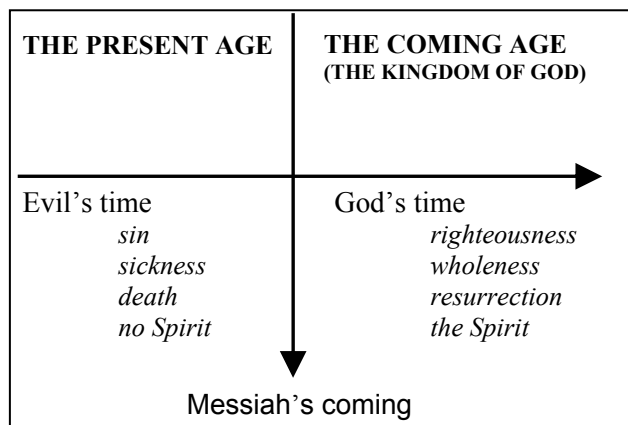 THE PRESENT AGE
THE COMING AGE
(THE KINGDOM OF GOD)
Evil’s time
sin
sickness
death
no Spirit
God’s time
righteousness
wholeness
resurrection
the Spirit
Messiah’s coming